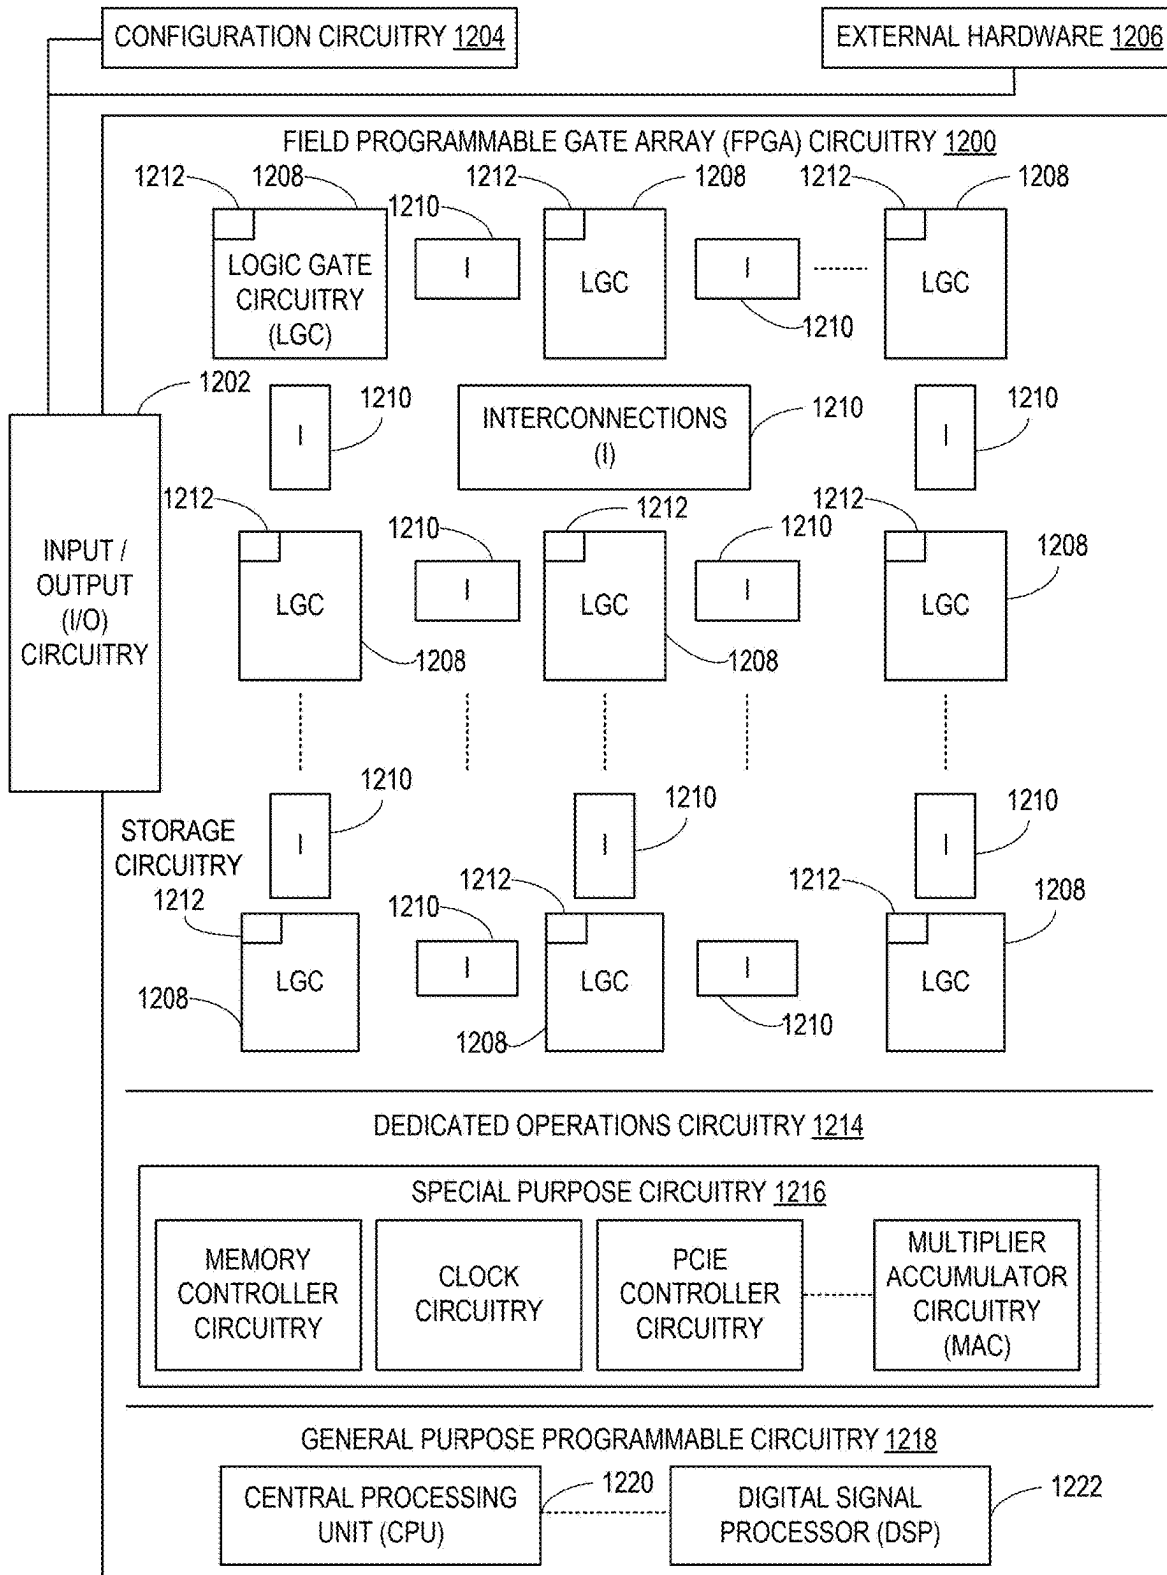 CONFIGURATION CIRCUITRY 1204
EXTERNAL HARDWARE 1206
FIELD PROGRAMMABLE GATE ARRAY (FPGA) CIRCUITRY 1200
1212
1208
1210
1212
1208
1212
1208
LOGIC GATE
CIRCUITRY
(LGC)
I
LGC
I
LGC
1210
1202
1210
I
INTERCONNECTIONS
(I)
1210
1210
I
1212
1210
1212
1210
1212
1208
INPUT /
OUTPUT
(I/O)
CIRCUITRY
LGC
I
LGC
I
LGC
1208
1208
1210
1210
1210
STORAGE
CIRCUITRY
I
I
I
1212
1210
1212
1212
1208
LGC
I
LGC
I
LGC
1208
1208
1210
DEDICATED OPERATIONS CIRCUITRY 1214
SPECIAL PURPOSE CIRCUITRY 1216
MEMORY
CONTROLLER
CIRCUITRY
CLOCK
CIRCUITRY
PCIE
CONTROLLER
CIRCUITRY
MULTIPLIER
ACCUMULATOR
CIRCUITRY
(MAC)
GENERAL PURPOSE PROGRAMMABLE CIRCUITRY 1218
CENTRAL PROCESSING
UNIT (CPU)
1220
DIGITAL SIGNAL
PROCESSOR (DSP)
1222